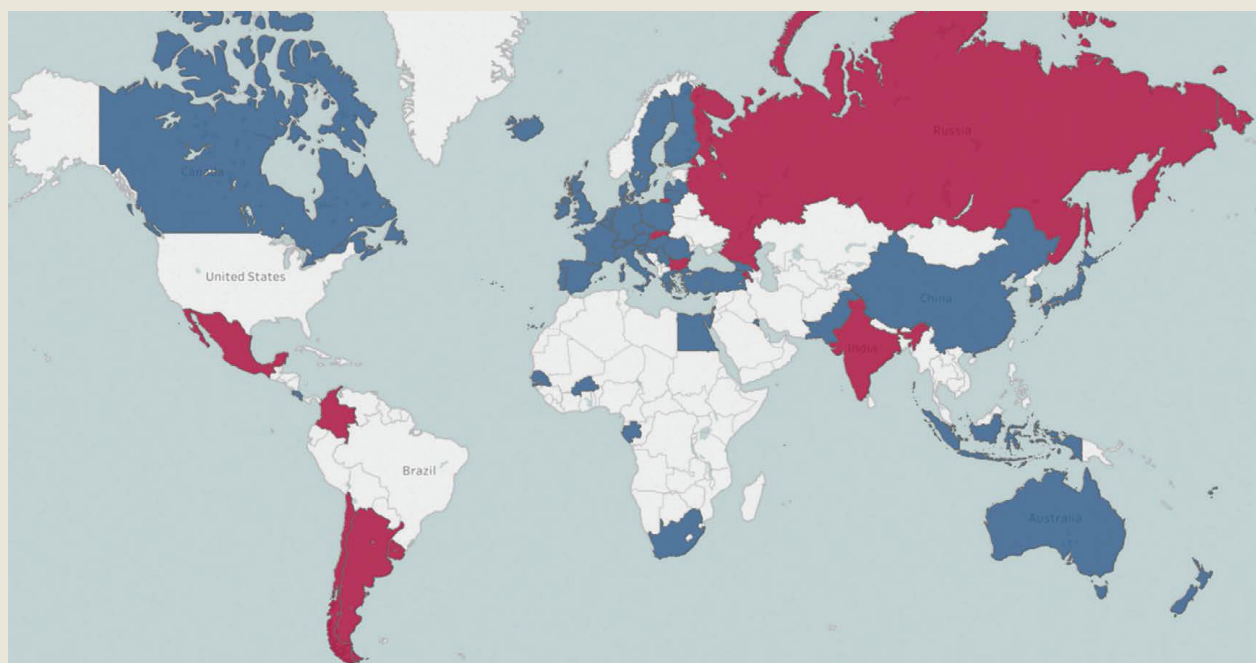 Russia
Canada
United States
China
India
Brazil
Australia